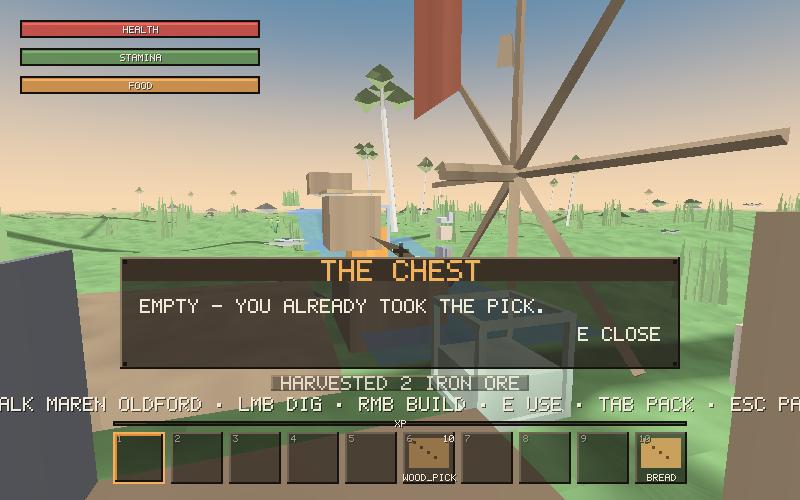 HEALTH
STAMINA
FOOD
THE CHEST
EMPTY - YOU ALREADY TOOK THE PICK.
E CLOSE
HARVESTED 2 IRON ORE
ALK MAREN OLDFORD · LMB DIG · RMB BUILD · E USE · TAB PACK · ESC PA
XP
1 2 3 4 5 6 10 7 8 9 10
WOOD_PICK BREAD